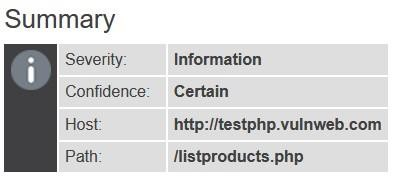 Summary
Severity: Information
Confidence: Certain
Host: http://testphp.vulnweb.com
Path: /listproducts.php